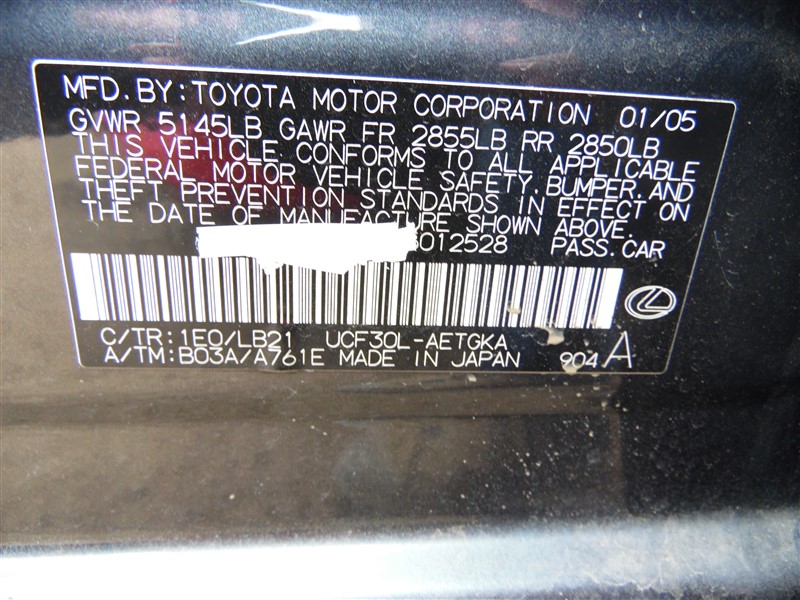 MFD. BY: TOYOTA MOTOR CORPORATION 01/05
GVWR 5145LB GAWR FR 2855LB RR 2850LB
THIS VEHICLE CONFORMS TO ALL APPLICABLE
FEDERAL MOTOR VEHICLE SAFETY, BUMPER, AND
THEFT PREVENTION STANDARDS IN EFFECT ON
THE DATE OF MANUFACTURE SHOWN ABOVE.
012528 PASS. CAR
C/TR: 1E0/LB21 UCF30L-AETGKA
A/TM: B03A/A761E MADE IN JAPAN 904 A